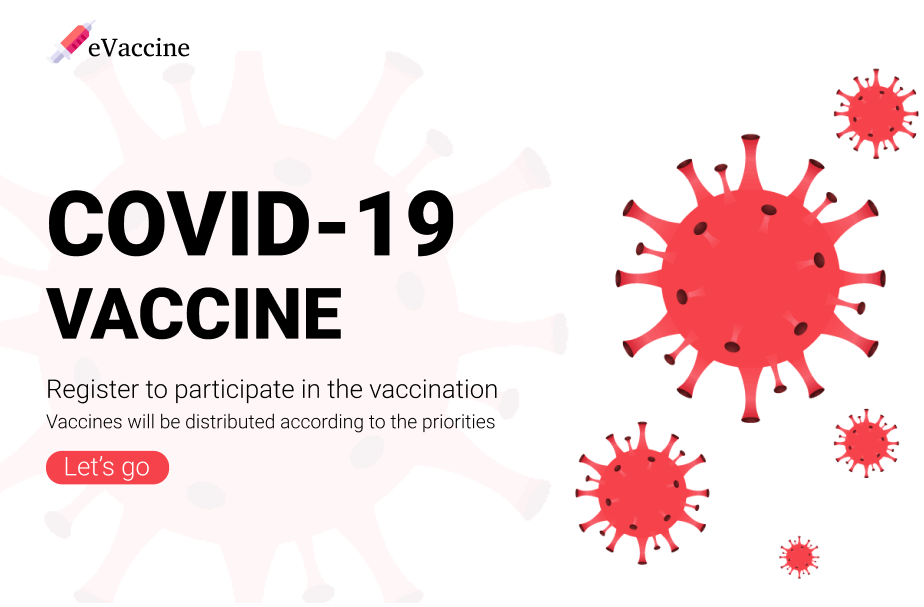 eVaccine
COVID-19
VACCINE
Register to participate in the vaccination
Vaccines will be distributed according to the priorities
Let's go